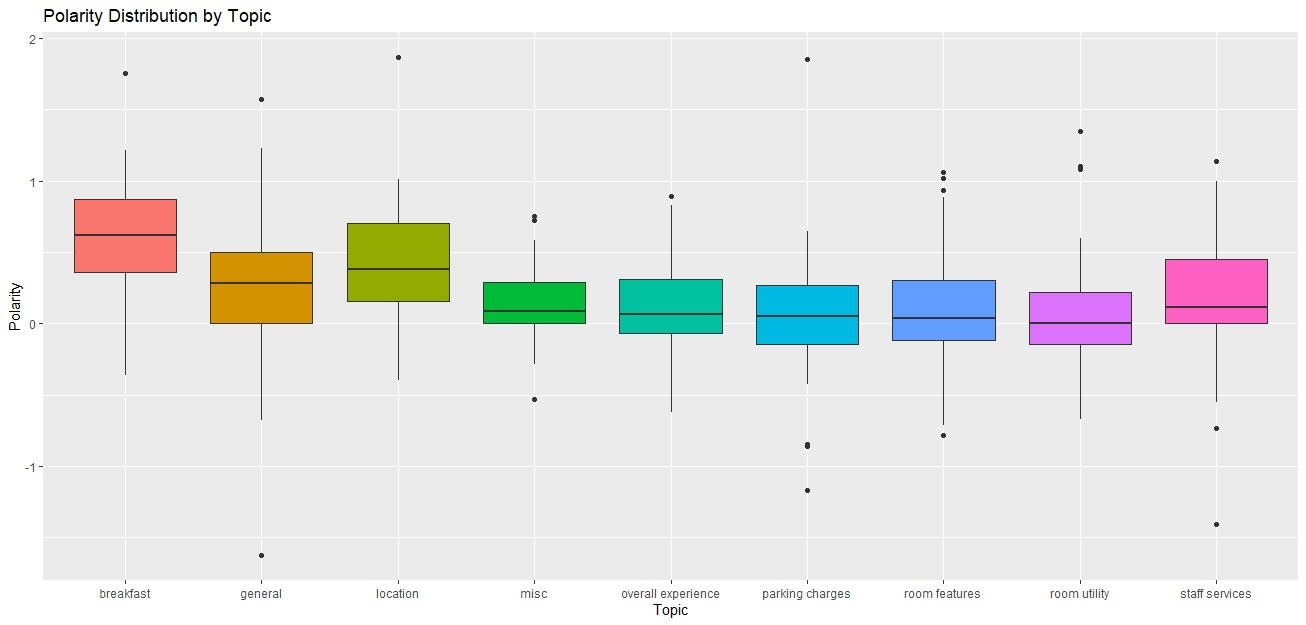 Polarity Distribution by Topic
2
1
0
-1
Polarity
breakfast general location misc overall experience parking charges room features room utility staff services
Topic